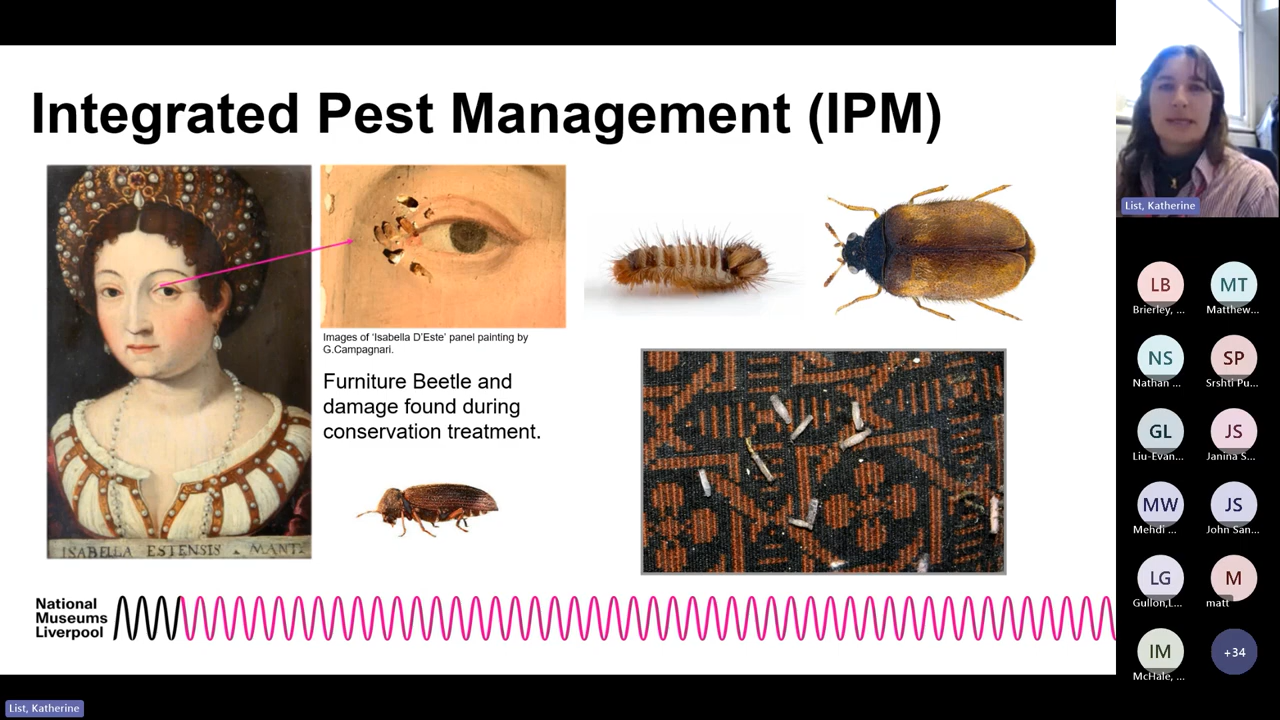 Integrated Pest Management (IPM)
Images of 'Isabella D'Este' panel painting by
G.Campagnari.
Furniture Beetle and
damage found during
conservation treatment.
ISABELLA ESTENSIS ▴ MANT
National
Museums
Liverpool
List, Katherine
LB
Brierley, ...
MT
Matthew...
NS
Nathan ...
SP
Srshti Pu...
GL
Liu-Evan...
JS
Janina S...
MW
Mehdi ...
JS
John San...
LG
Gullon,L...
M
matt
IM
McHale, ...
+34
List, Katherine